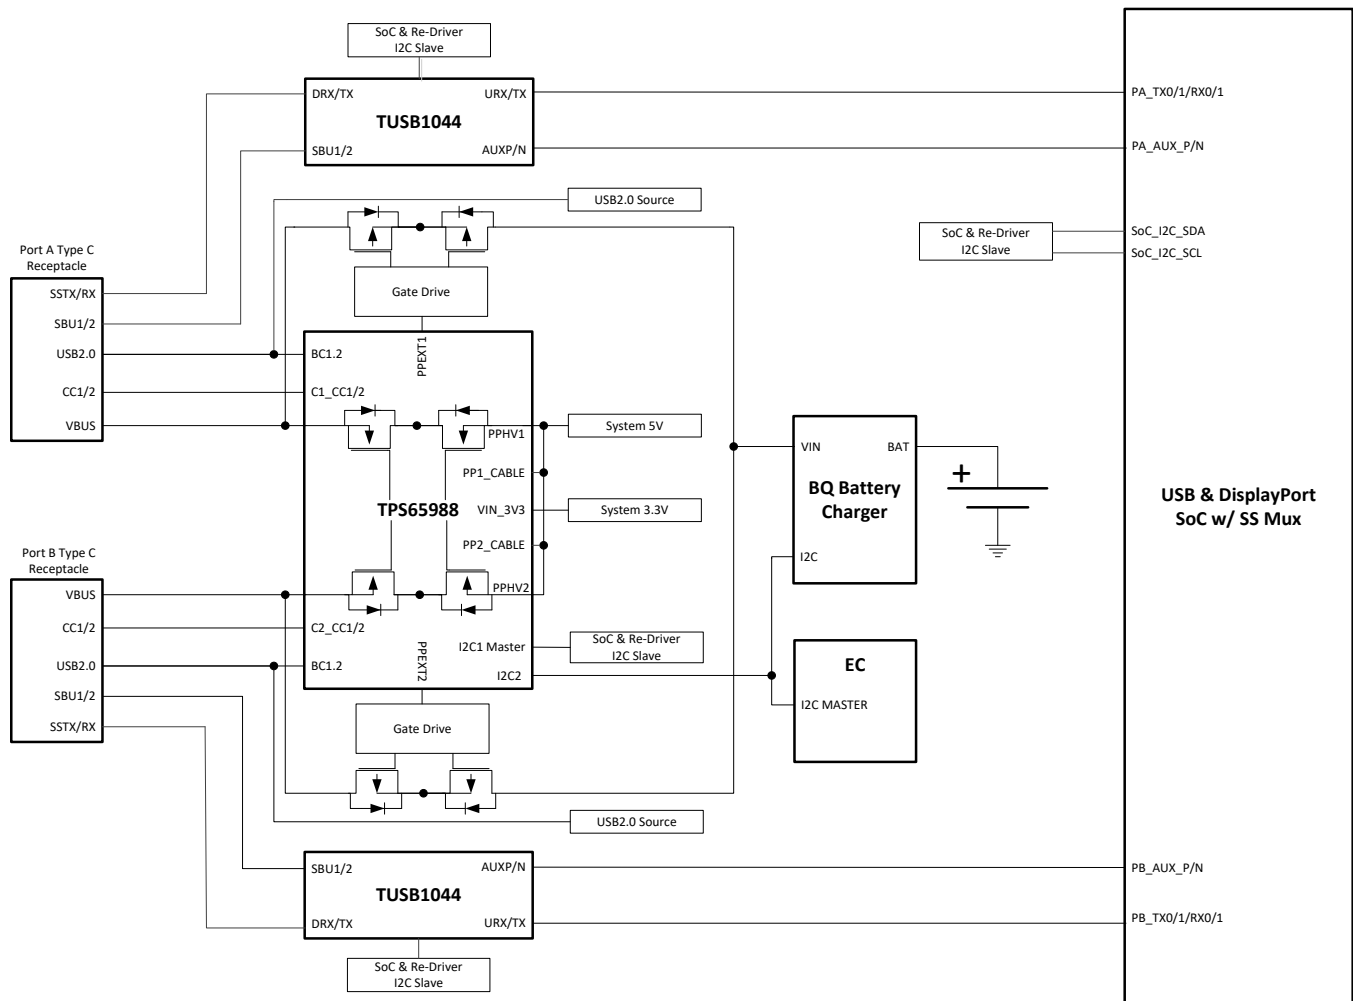 SoC & Re-Driver
I2C Slave
DRX/TX
URX/TX
TUSB1044
SBU1/2
AUXP/N
PA_TX0/1/RX0/1
PA_AUX_P/N
USB2.0 Source
SoC & Re-Driver
I2C Slave
SoC_I2C_SDA
SoC_I2C_SCL
Port A Type C
Receptacle
SSTX/RX
SBU1/2
USB2.0
CC1/2
VBUS
Gate Drive
PPEXT1
BC1.2
C1_CC1/2
PPHV1
PP1_CABLE
TPS65988
VIN_3V3
PP2_CABLE
PPHV2
C2_CC1/2
I2C1 Master
BC1.2
PPEXT2
I2C2
System 5V
System 3.3V
SoC & Re-Driver
I2C Slave
VIN
BAT
+
BQ Battery
Charger
I2C
EC
I2C MASTER
USB & DisplayPort
SoC w/ SS Mux
Port B Type C
Receptacle
VBUS
CC1/2
USB2.0
SBU1/2
SSTX/RX
Gate Drive
USB2.0 Source
SBU1/2
AUXP/N
TUSB1044
DRX/TX
URX/TX
PB_AUX_P/N
PB_TX0/1/RX0/1
SoC & Re-Driver
I2C Slave